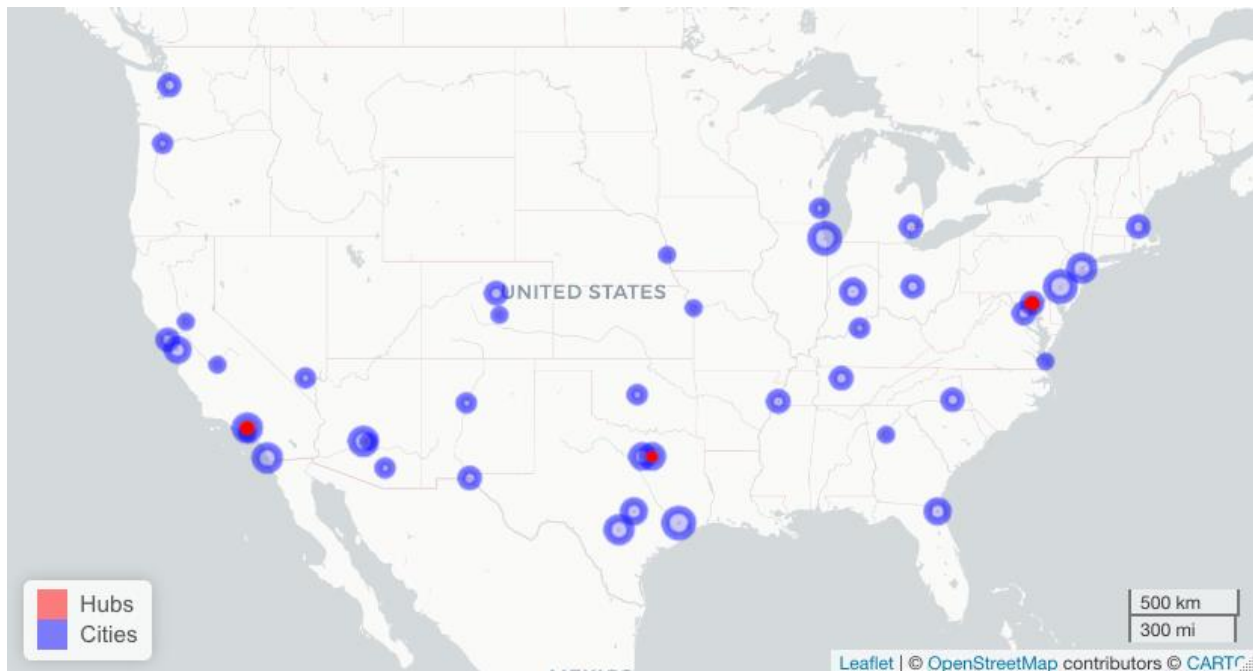 UNITED STATES
Hubs
Cities
500 km
300 mi
Leaflet | © OpenStreetMap contributors © CARTO